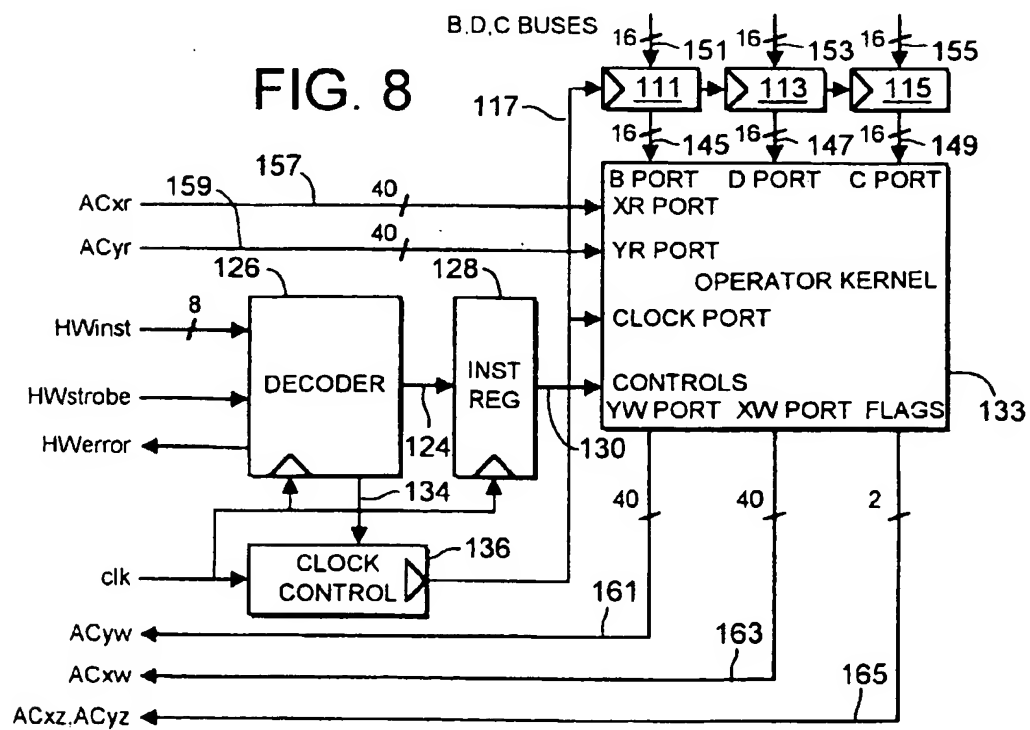 B,D,C BUSES
16 151 16 153 16 155
FIG. 8
111 113 115
117
16 145 16 147 16 149
B PORT D PORT C PORT
159 157 40
ACxr XR PORT
40
ACyr YR PORT
126 128
OPERATOR KERNEL
8
HWinst CLOCK PORT
DECODER INST
REG
CONTROLS
HWstrobe
YW PORT XW PORT FLAGS 133
HWerror 124 130
134
40 40 2
CLOCK
CONTROL
136
clk
161
ACyw
163
ACxw
165
ACxz,ACyz